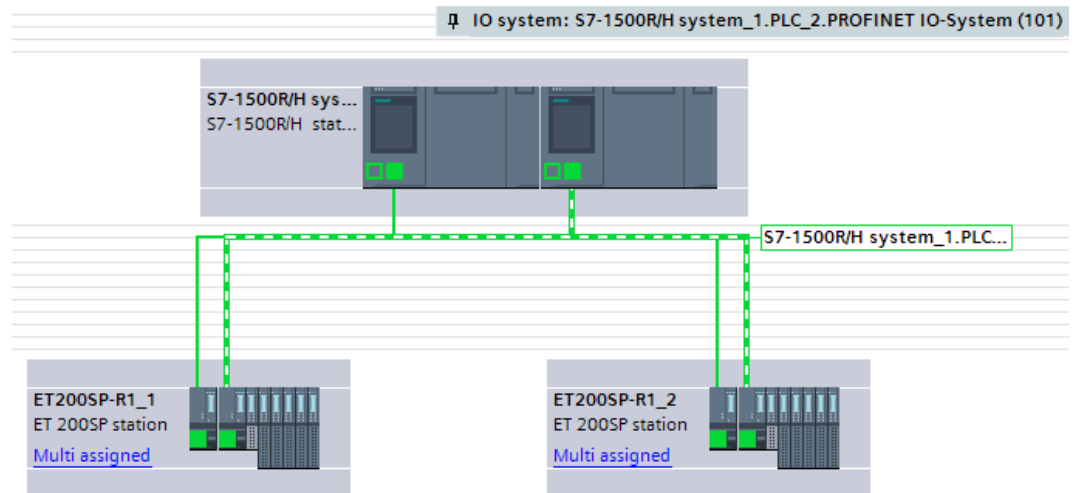 IO system: S7-1500R/H system_1.PLC_2.PROFINET IO-System (101)
S7-1500R/H sys...
S7-1500R/H stat...
S7-1500R/H system_1.PLC...
ET200SP-R1_1
ET 200SP station
Multi assigned
ET200SP-R1_2
ET 200SP station
Multi assigned